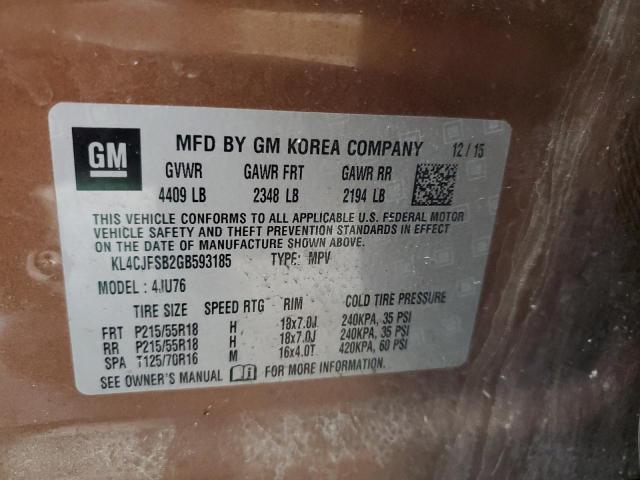 GM
MFD BY GM KOREA COMPANY 12 / 15
GVWR GAWR FRT GAWR RR
4409 LB 2348 LB 2194 LB
THIS VEHICLE CONFORMS TO ALL APPLICABLE U.S. FEDERAL MOTOR
VEHICLE SAFETY AND THEFT PREVENTION STANDARDS IN EFFECT
ON THE DATE OF MANUFACTURE SHOWN ABOVE.
KL4CJFSB2GB593185 TYPE: MPV
MODEL : 4JU76
TIRE SIZE SPEED RTG RIM COLD TIRE PRESSURE
FRT P215/55R18 H 18x7.0J 240KPA, 35 PSI
RR P215/55R18 H 18x7.0J 240KPA, 35 PSI
SPA T125/70R16 M 16x4.0T 420KPA, 60 PSI
SEE OWNER'S MANUAL FOR MORE INFORMATION.